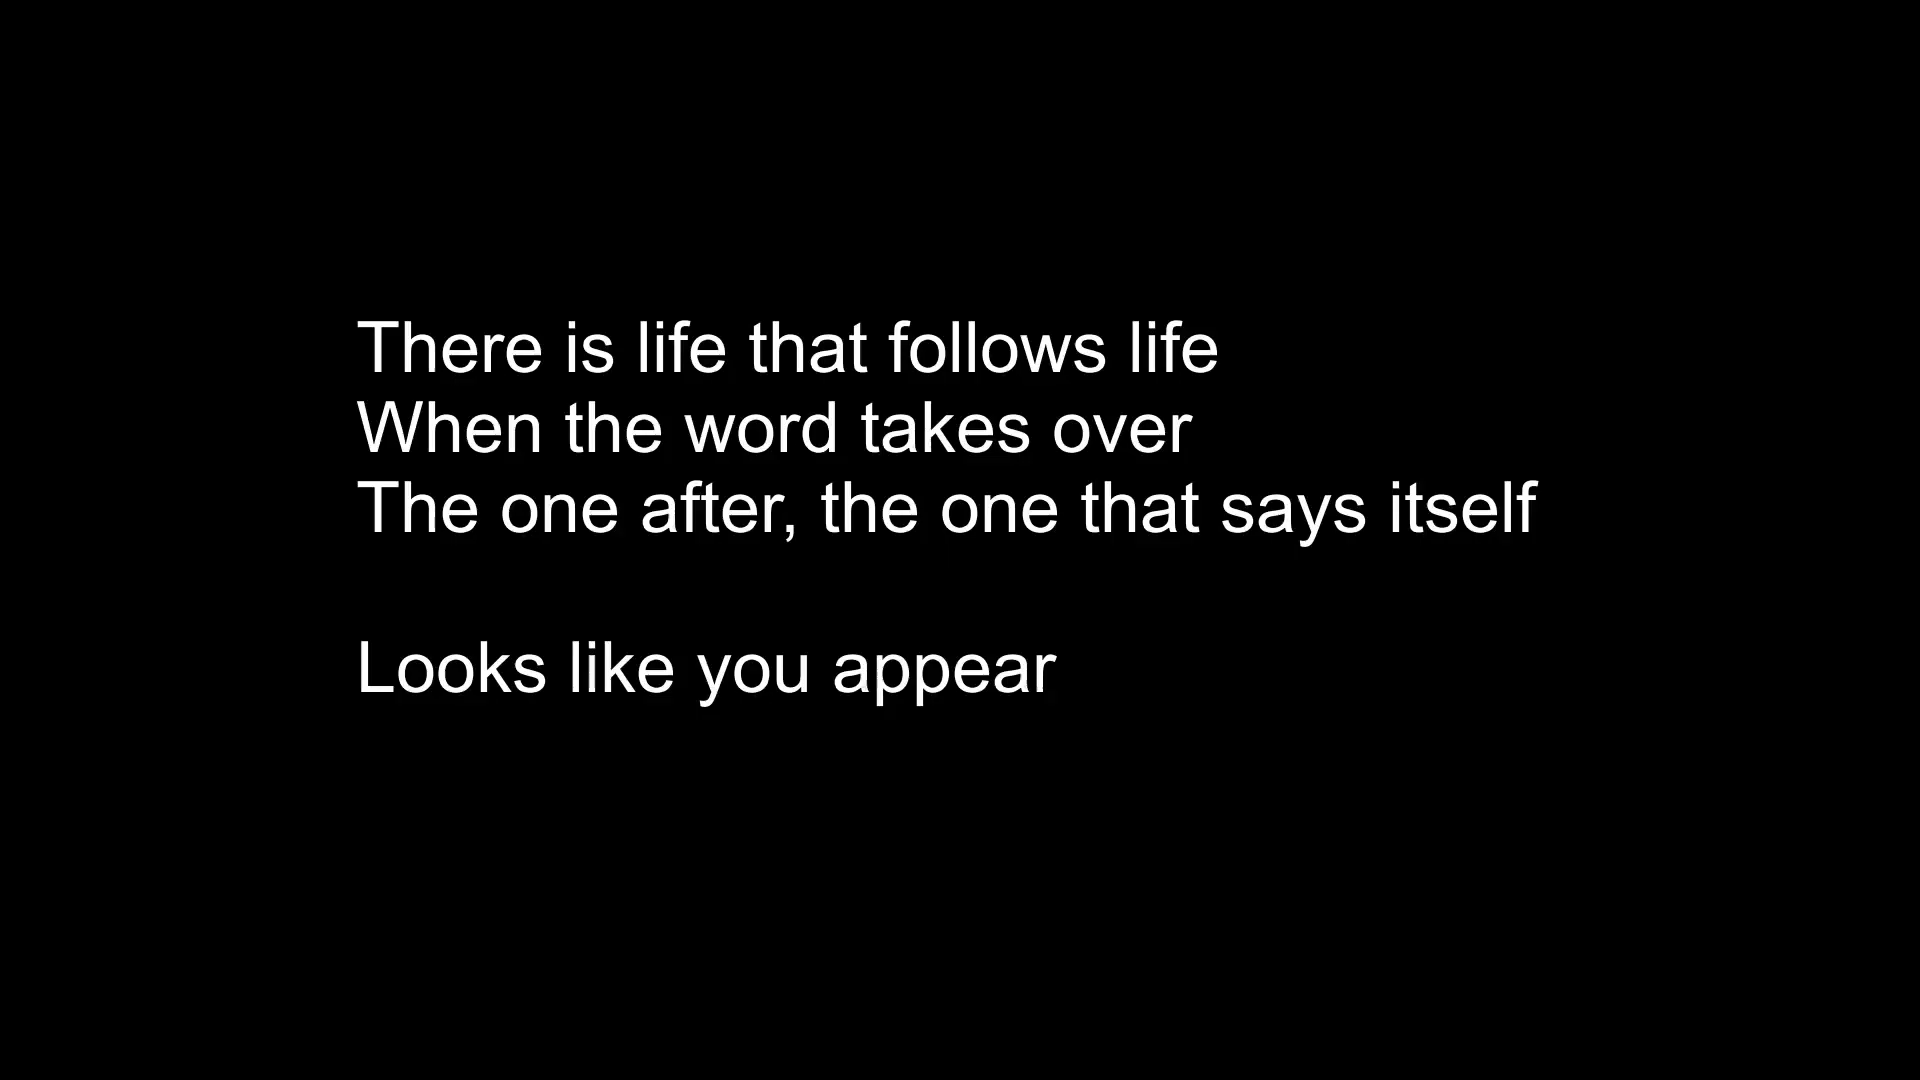 There is life that follows life
When the word takes over
The one after, the one that says itself
Looks like you appear